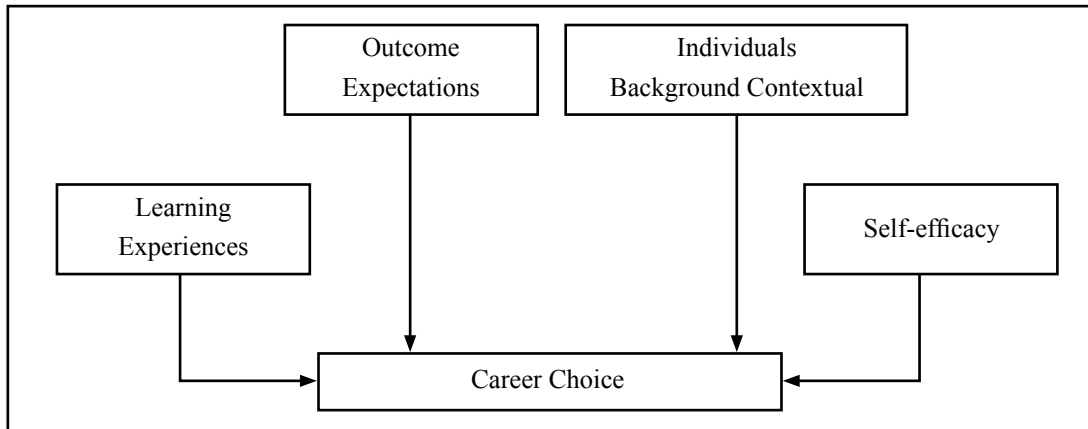 Outcome
Expectations
Individuals
Background Contextual
Learning
Experiences
Self-efficacy
Career Choice